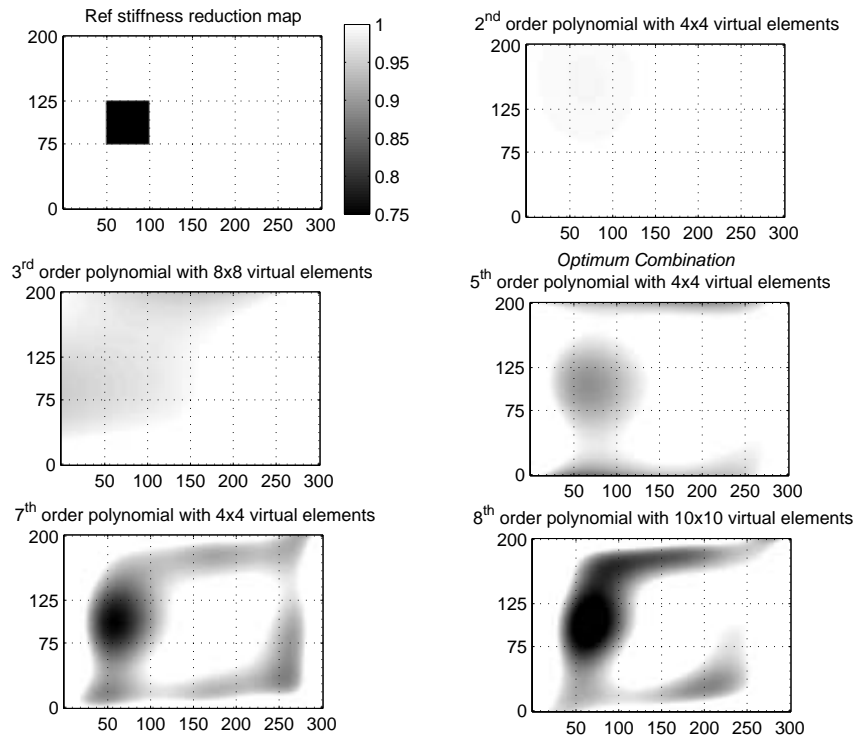 Ref stiffness reduction map
200
125
75
0
50 100 150 200 250 300
1
0.95
0.9
0.85
0.8
0.75
2nd order polynomial with 4x4 virtual elements
200
125
75
0
50 100 150 200 250 300
3rd order polynomial with 8x8 virtual elements
200
125
75
0
50 100 150 200 250 300
Optimum Combination
5th order polynomial with 4x4 virtual elements
200
125
75
0
50 100 150 200 250 300
7th order polynomial with 4x4 virtual elements
200
125
75
0
50 100 150 200 250 300
8th order polynomial with 10x10 virtual elements
200
125
75
0
50 100 150 200 250 300